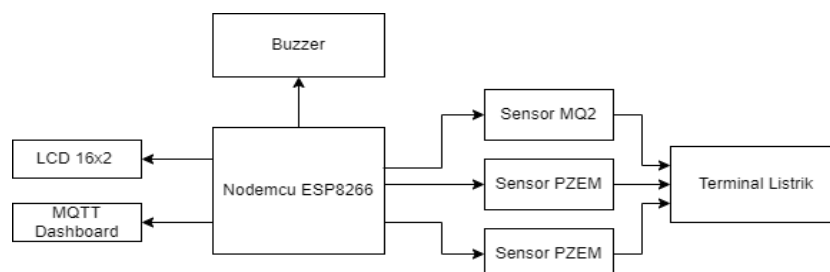 Buzzer
LCD 16x2
MQTT
Dashboard
Nodemcu ESP8266
Sensor MQ2
Sensor PZEM
Sensor PZEM
Terminal Listrik